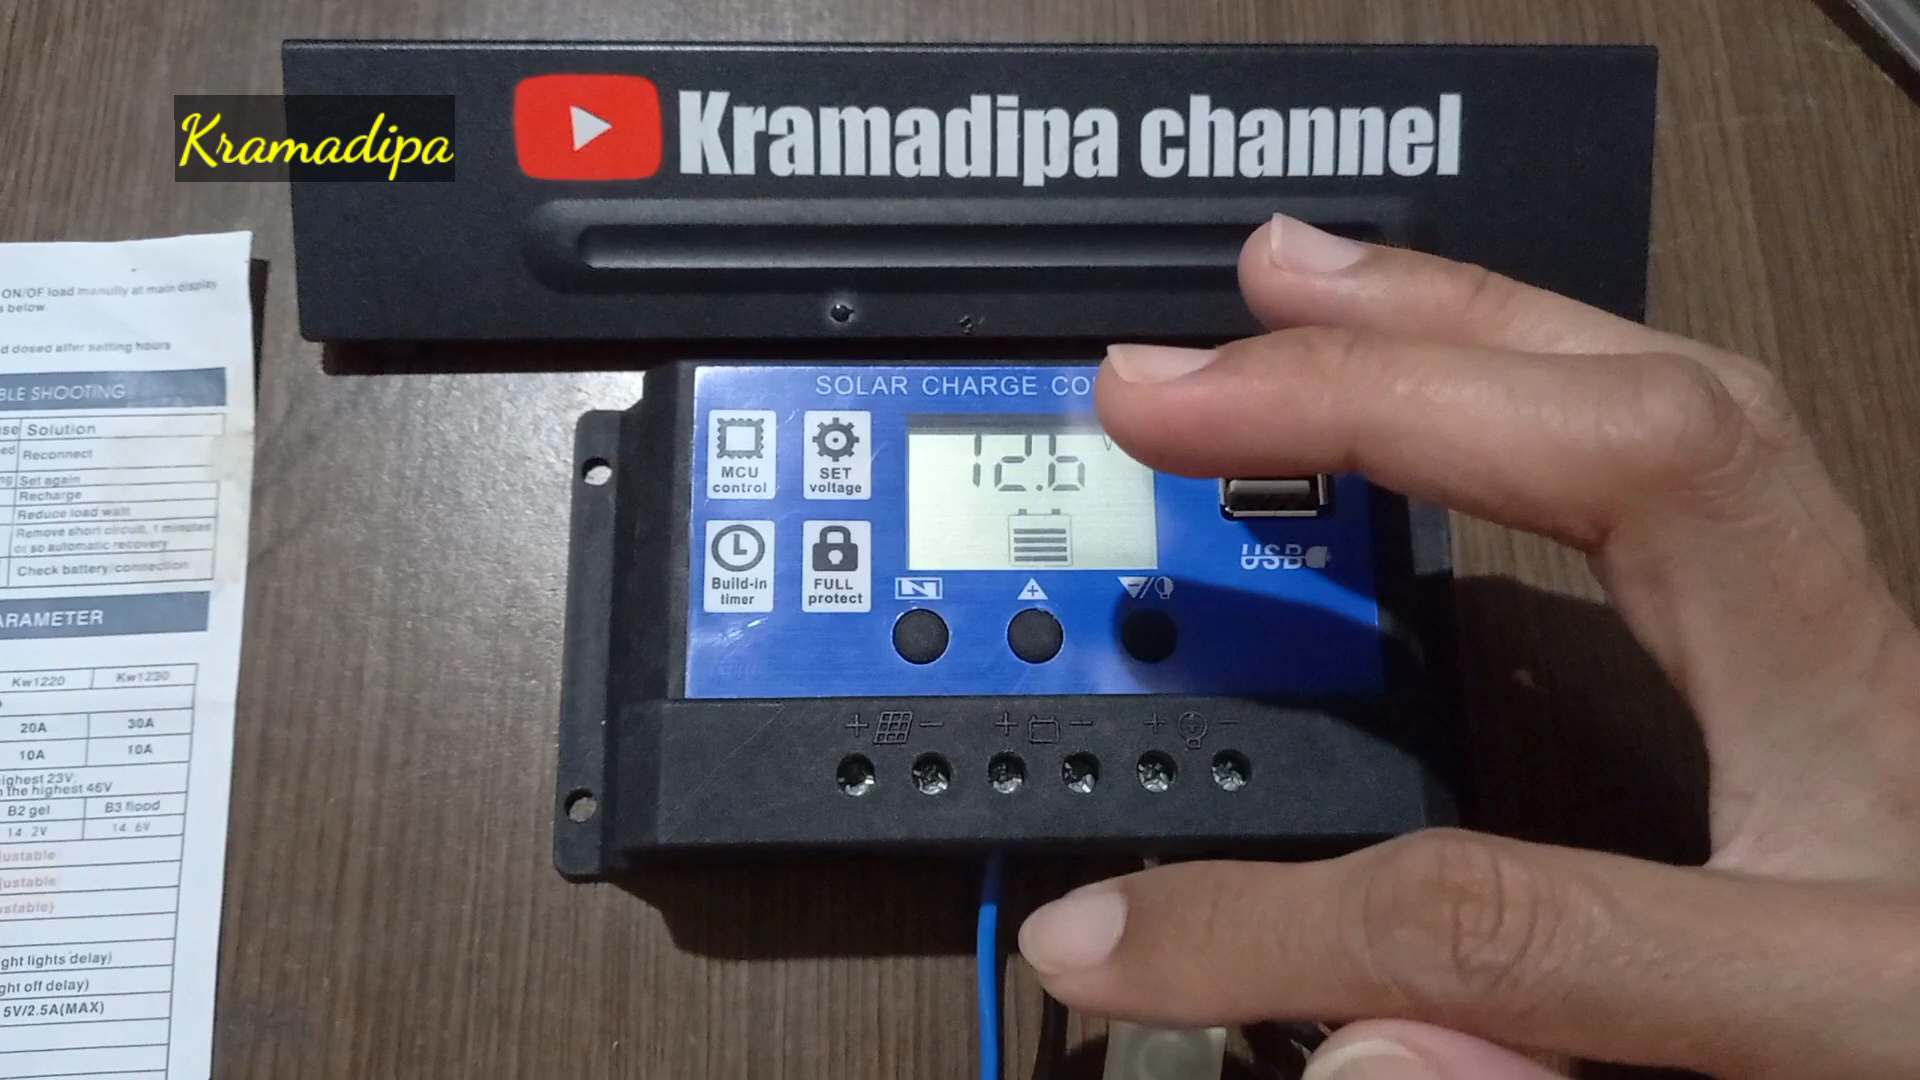 Kramadipa
Kramadipa channel
ON/OF load manully at main display
s below.
d dosed after setting hours
BLE SHOOTING
Solution
Reconnect
Set again
Recharge
Reduce load watt
Remove short circuit, 1 minutes
or so automatic recovery
Check battery/connection
ARAMETER
Kw1220 Kw1230
20A 30A
10A 10A
ighest 23V;
n the highest 46V
B2 gel B3 flood
14.2V 14.6V
justable
justable
ustable)
ght lights delay)
ght off delay)
5V/2.5A(MAX)
SOLAR CHARGE CO
MCU
control
SET
voltage
12.6 V
Build-in
timer
FULL
protect
USB
+ - + - + -